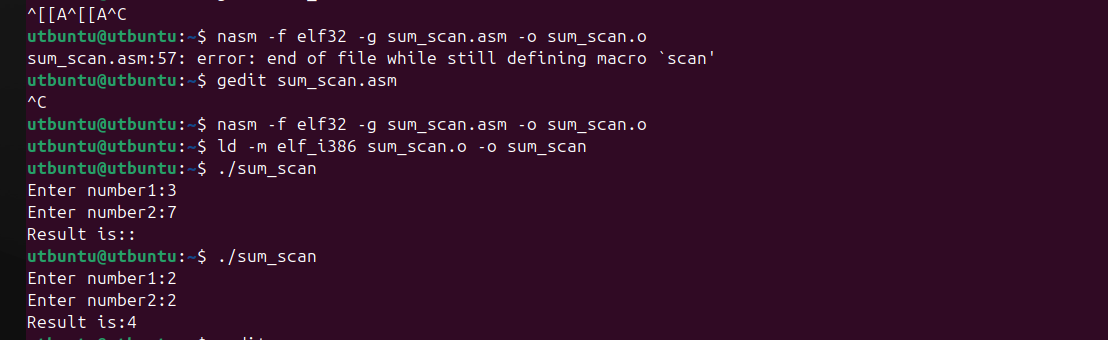 ^[[A^[[A^C
utbuntu@utbuntu:~$ nasm -f elf32 -g sum_scan.asm -o sum_scan.o
sum_scan.asm:57: error: end of file while still defining macro `scan'
utbuntu@utbuntu:~$ gedit sum_scan.asm
^C
utbuntu@utbuntu:~$ nasm -f elf32 -g sum_scan.asm -o sum_scan.o
utbuntu@utbuntu:~$ ld -m elf_i386 sum_scan.o -o sum_scan
utbuntu@utbuntu:~$ ./sum_scan
Enter number1:3
Enter number2:7
Result is::
utbuntu@utbuntu:~$ ./sum_scan
Enter number1:2
Enter number2:2
Result is:4